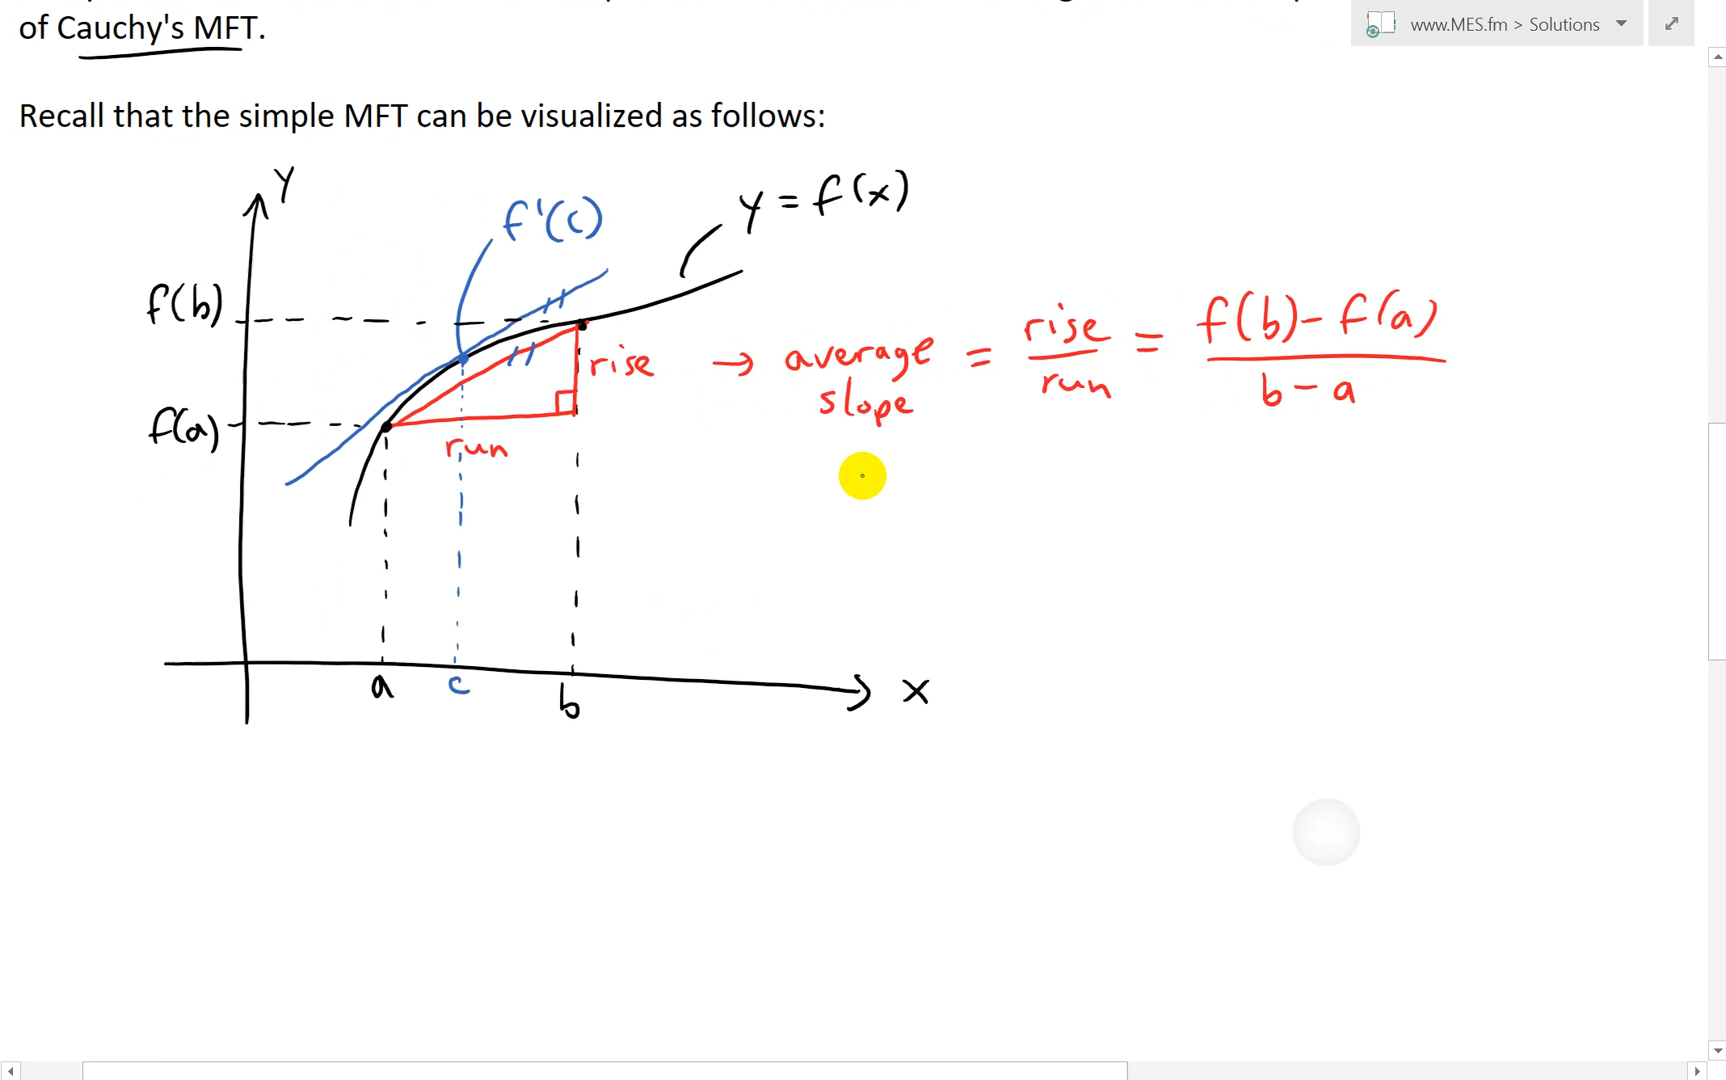 www.MES.fm > Solutions
of Cauchy's MFT.
Recall that the simple MFT can be visualized as follows:
Y
f'(c)
y = f(x)
f(b)
rise → average slope = rise/run = f(b) - f(a)/b - a
f(a)
run
a c b x